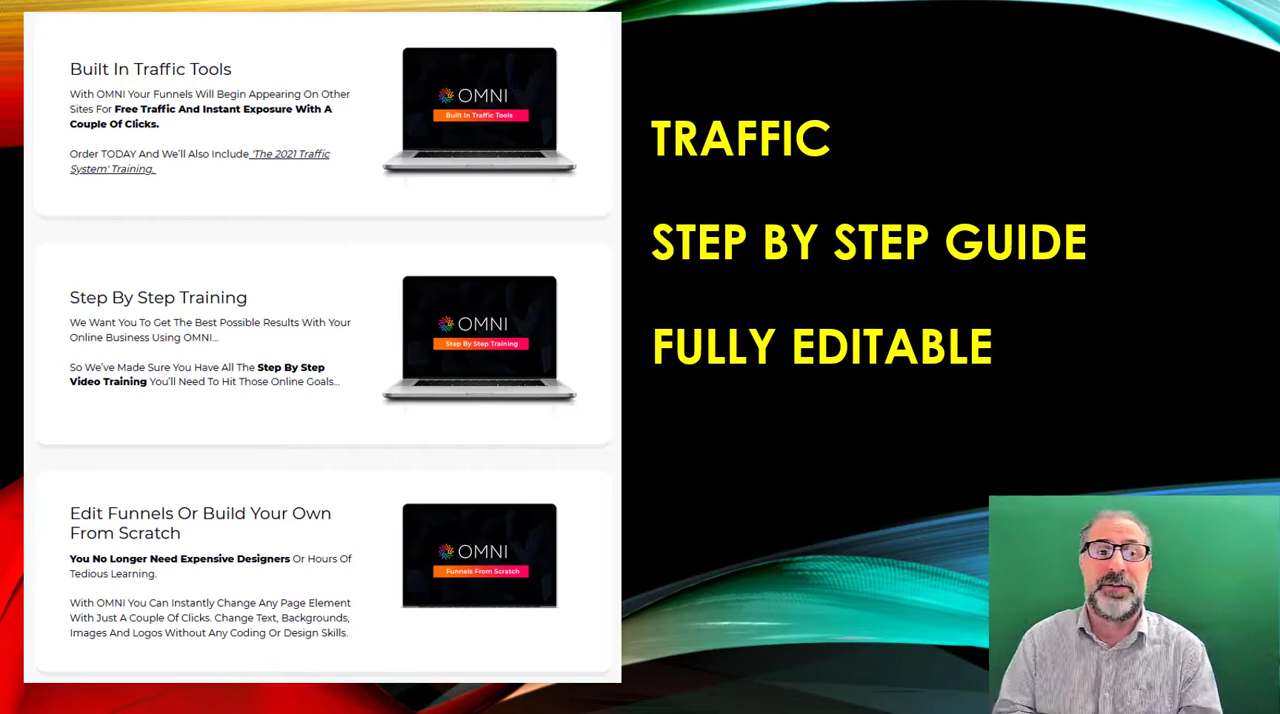 Built In Traffic Tools
With OMNI Your Funnels Will Begin Appearing On Other
Sites For Free Traffic And Instant Exposure With A
Couple Of Clicks.
Order TODAY And We'll Also Include 'The 2021 Traffic
System' Training.
OMNI
Built In Traffic Tools
Step By Step Training
We Want You To Get The Best Possible Results With Your
Online Business Using OMNI...
So We've Made Sure You Have All The Step By Step
Video Training You'll Need To Hit Those Online Goals...
OMNI
Step By Step Training
Edit Funnels Or Build Your Own
From Scratch
You No Longer Need Expensive Designers Or Hours Of
Tedious Learning.
With OMNI You Can Instantly Change Any Page Element
With Just A Couple Of Clicks. Change Text, Backgrounds,
Images And Logos Without Any Coding Or Design Skills.
OMNI
Funnels From Scratch
TRAFFIC
STEP BY STEP GUIDE
FULLY EDITABLE